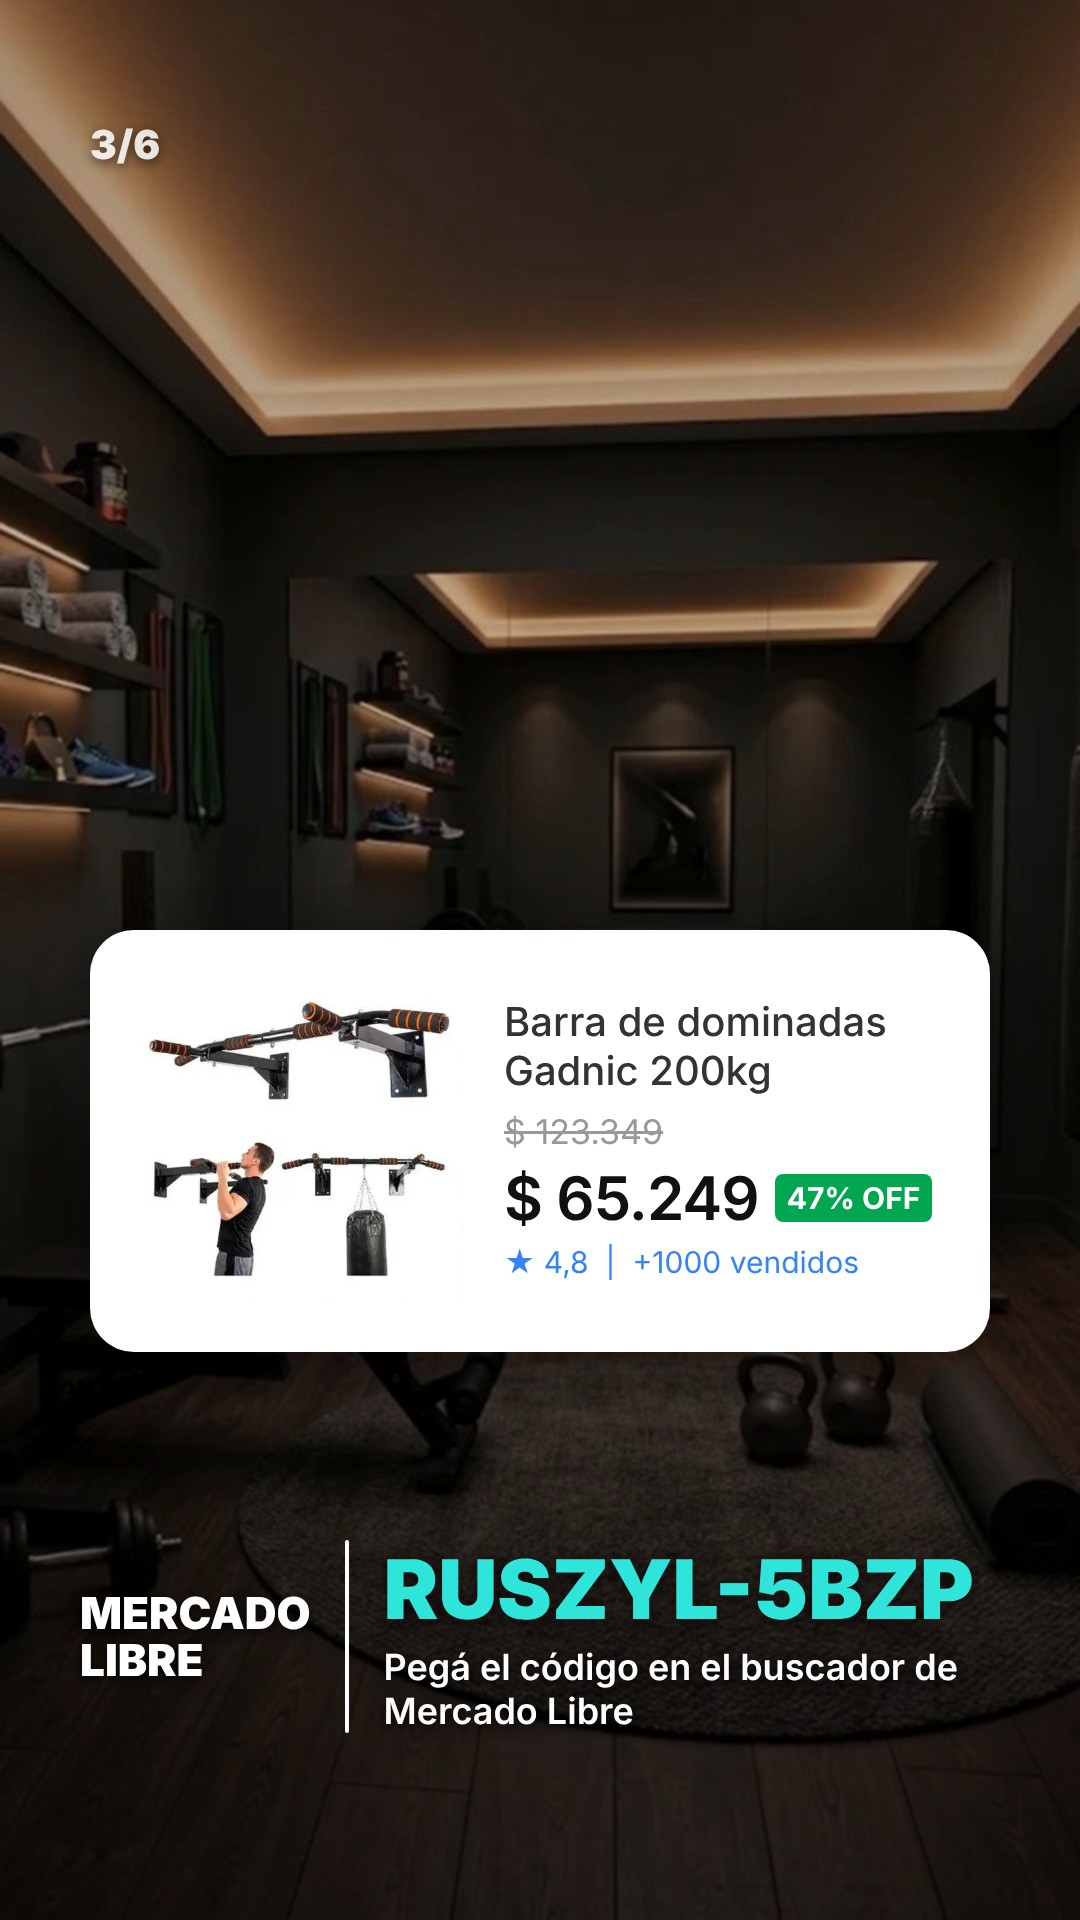 3/6
Barra de dominadas
Gadnic 200kg
$ 123.349
$ 65.249 47% OFF
★ 4,8 | +1000 vendidos
MERCADO
LIBRE
RUSZYL-5BZP
Pegá el código en el buscador de
Mercado Libre